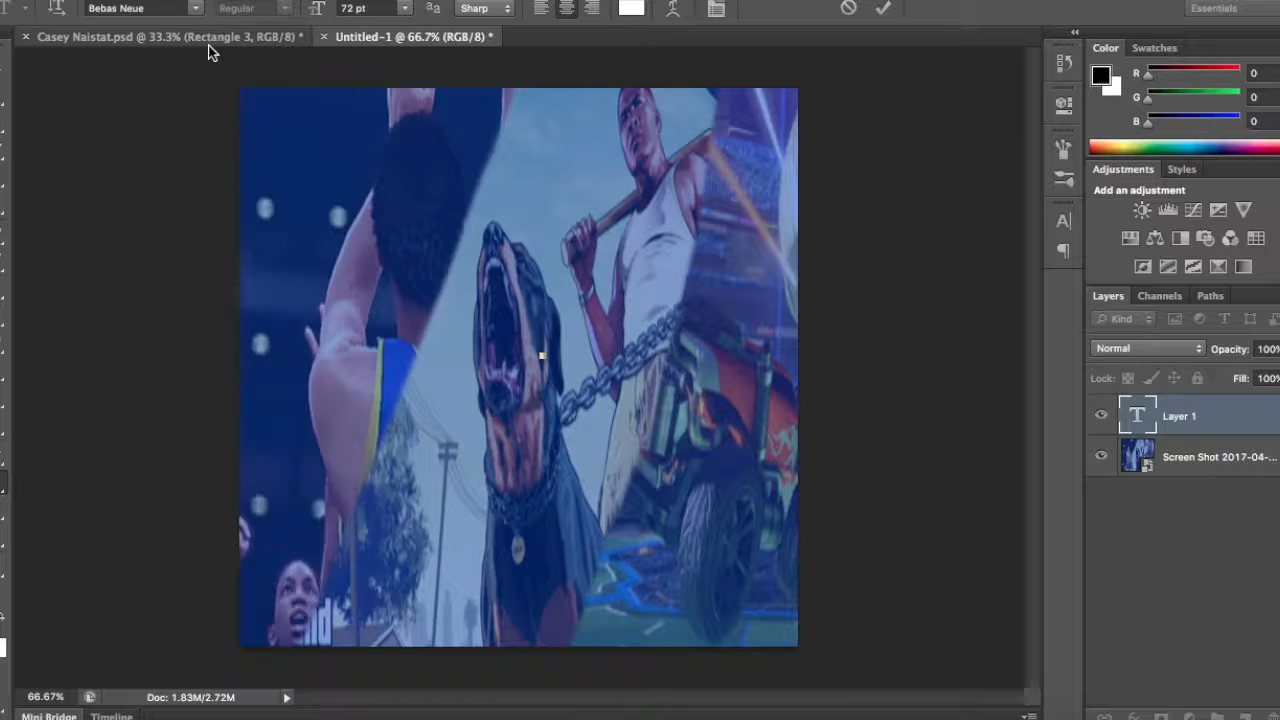 Bebas Neue Regular 72 pt Sharp Essentials
Casey Naistat.psd @ 33.3% (Rectangle 3, RGB/8) * Untitled-1 @ 66.7% (RGB/8) *
Color Swatches
R 0
G 0
B 0
Adjustments Styles
Add an adjustment
Layers Channels Paths
Kind
Normal Opacity: 100%
Lock: Fill: 100%
Layer 1
Screen Shot 2017-04-...
66.67% Doc: 1.83M/2.72M
Mini Bridge Timeline